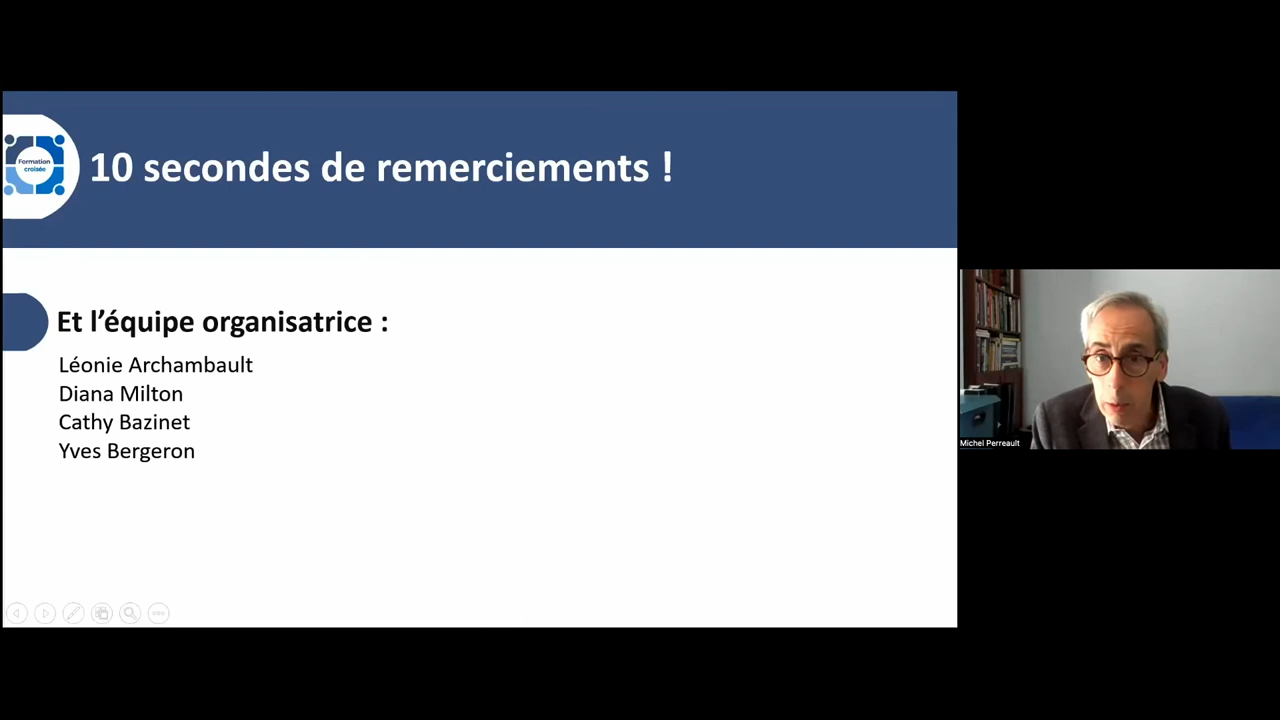 Formation
croisée
10 secondes de remerciements !
Et l’équipe organisatrice :
Léonie Archambault
Diana Milton
Cathy Bazinet
Yves Bergeron
Michel Perreault